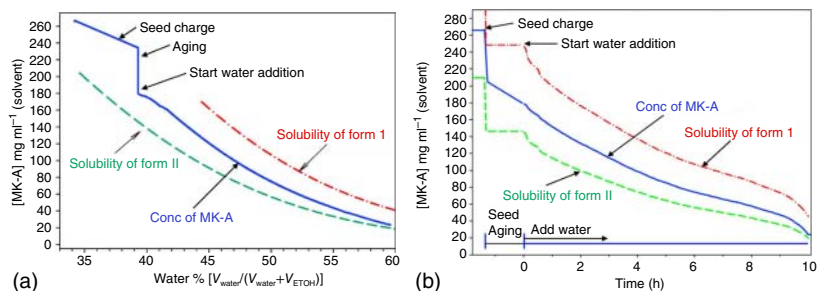 260
240
220
200
180
160
140
120
100
80
60
40
20
0
[MK-A] mg ml⁻¹ (solvent)
Seed charge
Aging
Start water addition
Solubility of form 1
Solubility of form II
Conc of MK-A
35 40 45 50 55 60
Water % [V_water/(V_water+V_ETOH)]
(a)
290
280
260
240
220
200
180
160
140
120
100
80
60
40
20
0
[MK-A] mg ml⁻¹ (solvent)
Seed charge
Start water addition
Conc of MK-A
Solubility of form 1
Solubility of form II
Seed
Aging
Add water
0 2 4 6 8 10
Time (h)
(b)